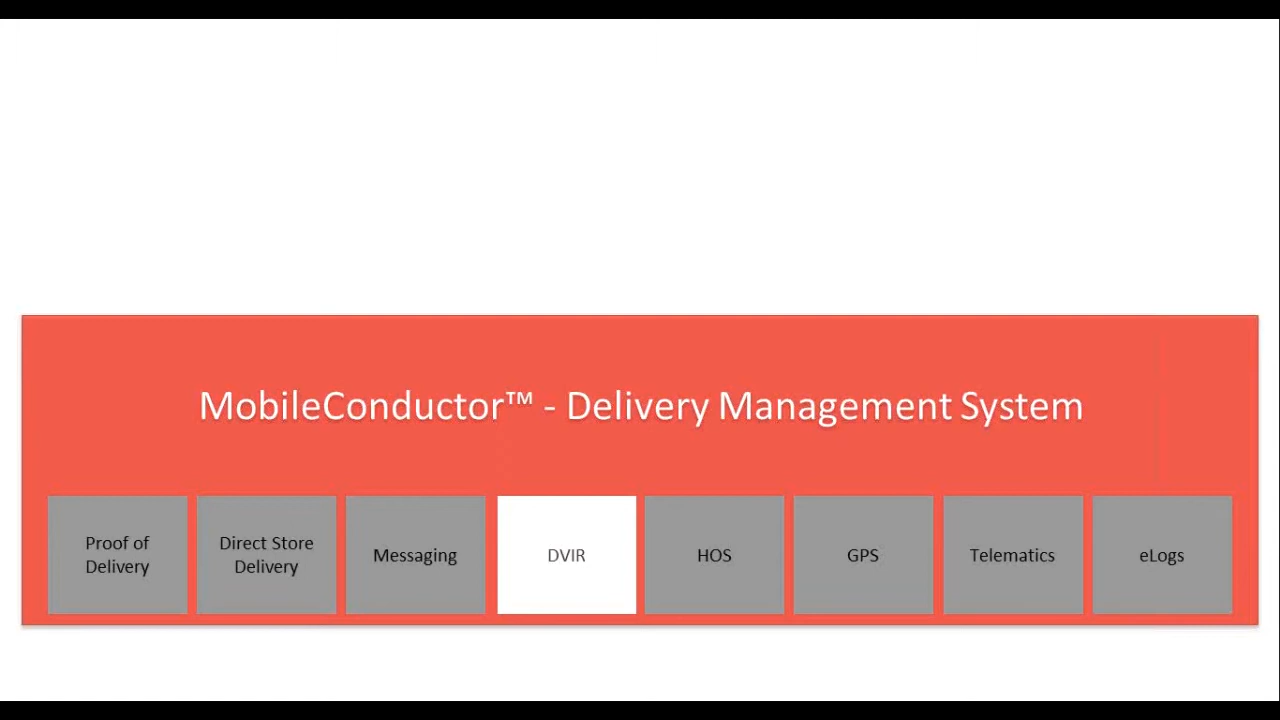 MobileConductor™ - Delivery Management System
Proof of
Delivery
Direct Store
Delivery
Messaging
DVIR
HOS
GPS
Telematics
eLogs